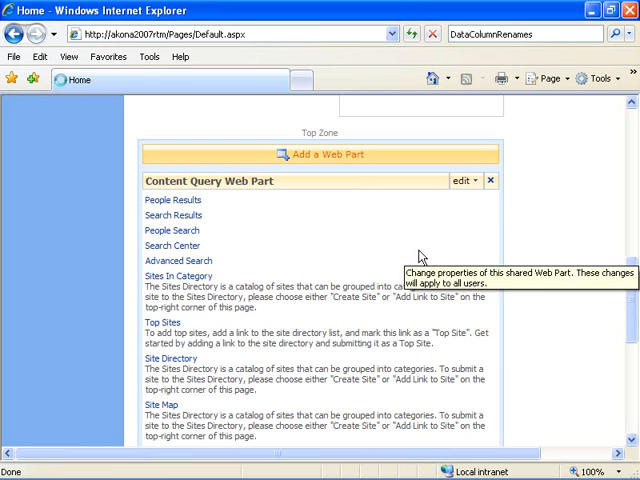 Home - Windows Internet Explorer
http://akona2007rtm/Pages/Default.aspx
DataColumnRenames
File Edit View Favorites Tools Help
Home
Page
Tools
»
Top Zone
Add a Web Part
Content Query Web Part
edit
People Results
Search Results
People Search
Search Center
Advanced Search
Change properties of this shared Web Part. These changes
will apply to all users.
Sites In Category
The Sites Directory is a catalog of sites that can be grouped into
site to the Sites Directory, please choose either "Create Site" or "Add Link to Site" on the
top-right corner of this page.
Top Sites
To add top sites, add a link to the site directory list, and mark this link as a "Top Site". Get
started by adding a link to the site directory and submitting it as a Top Site.
Site Directory
The Sites Directory is a catalog of sites that can be grouped into categories. To submit a
site to the Sites Directory, please choose either "Create Site" or "Add Link to Site" on the
top-right corner of this page.
Site Map
The Sites Directory is a catalog of sites that can be grouped into categories. To submit a
site to the Sites Directory, please choose either "Create Site" or "Add Link to Site" on the
top-right corner of this page.
Done
Local intranet
100%